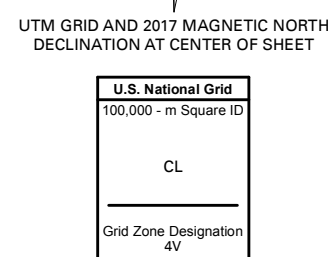 UTM GRID AND 2017 MAGNETIC NORTH
DECLINATION AT CENTER OF SHEET
U.S. National Grid
100,000 - m Square ID
CL
Grid Zone Designation
4V